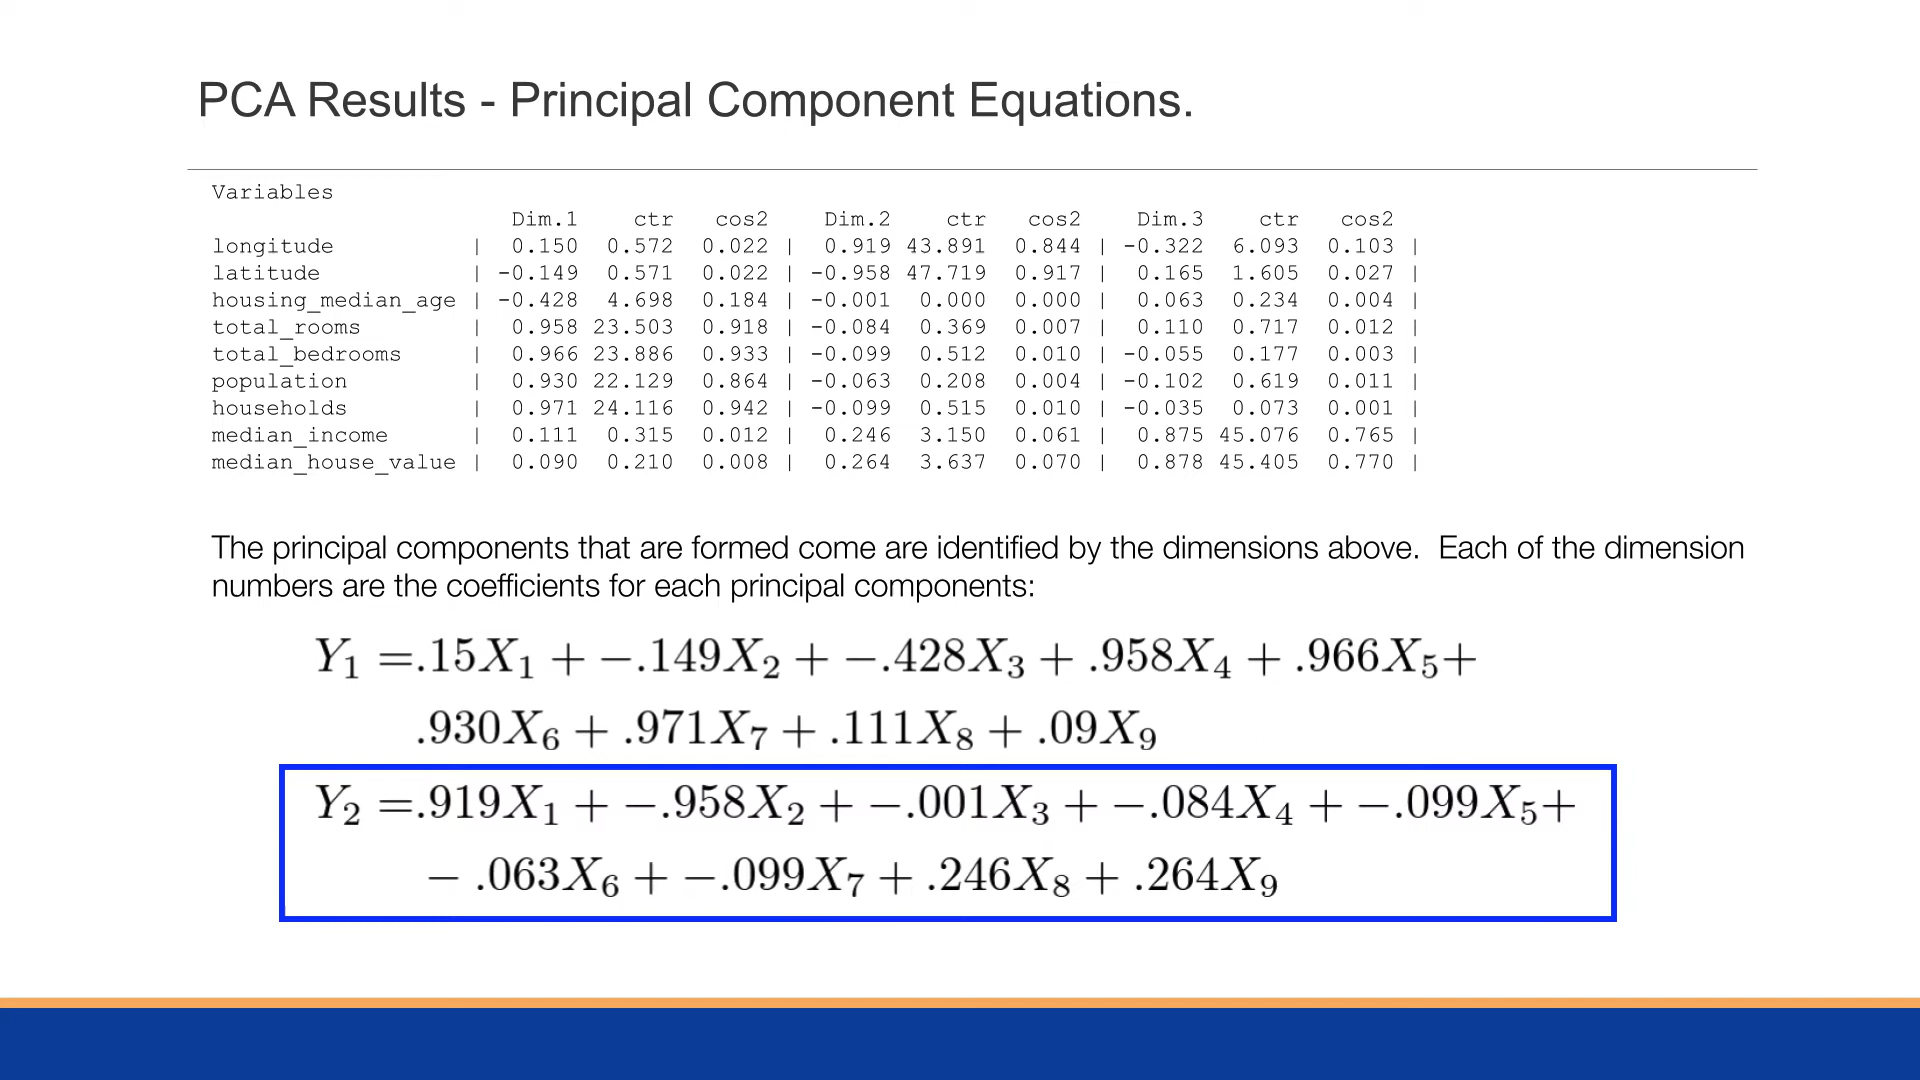 PCA Results - Principal Component Equations.
Variables
Dim.1 ctr cos2 Dim.2 ctr cos2 Dim.3 ctr cos2
longitude | 0.150 0.572 0.022 | 0.919 43.891 0.844 | -0.322 6.093 0.103 |
latitude | -0.149 0.571 0.022 | -0.958 47.719 0.917 | 0.165 1.605 0.027 |
housing_median_age | -0.428 4.698 0.184 | -0.001 0.000 0.000 | 0.063 0.234 0.004 |
total_rooms | 0.958 23.503 0.918 | -0.084 0.369 0.007 | 0.110 0.717 0.012 |
total_bedrooms | 0.966 23.886 0.933 | -0.099 0.512 0.010 | -0.055 0.177 0.003 |
population | 0.930 22.129 0.864 | -0.063 0.208 0.004 | -0.102 0.619 0.011 |
households | 0.971 24.116 0.942 | -0.099 0.515 0.010 | -0.035 0.073 0.001 |
median_income | 0.111 0.315 0.012 | 0.246 3.150 0.061 | 0.875 45.076 0.765 |
median_house_value | 0.090 0.210 0.008 | 0.264 3.637 0.070 | 0.878 45.405 0.770 |
The principal components that are formed come are identified by the dimensions above. Each of the dimension
numbers are the coefficients for each principal components:
Y₁ =.15X₁ + −.149X₂ + −.428X₃ + .958X₄ + .966X₅+
.930X₆ + .971X₇ + .111X₈ + .09X₉
Y₂ =.919X₁ + −.958X₂ + −.001X₃ + −.084X₄ + −.099X₅+
− .063X₆ + −.099X₇ + .246X₈ + .264X₉